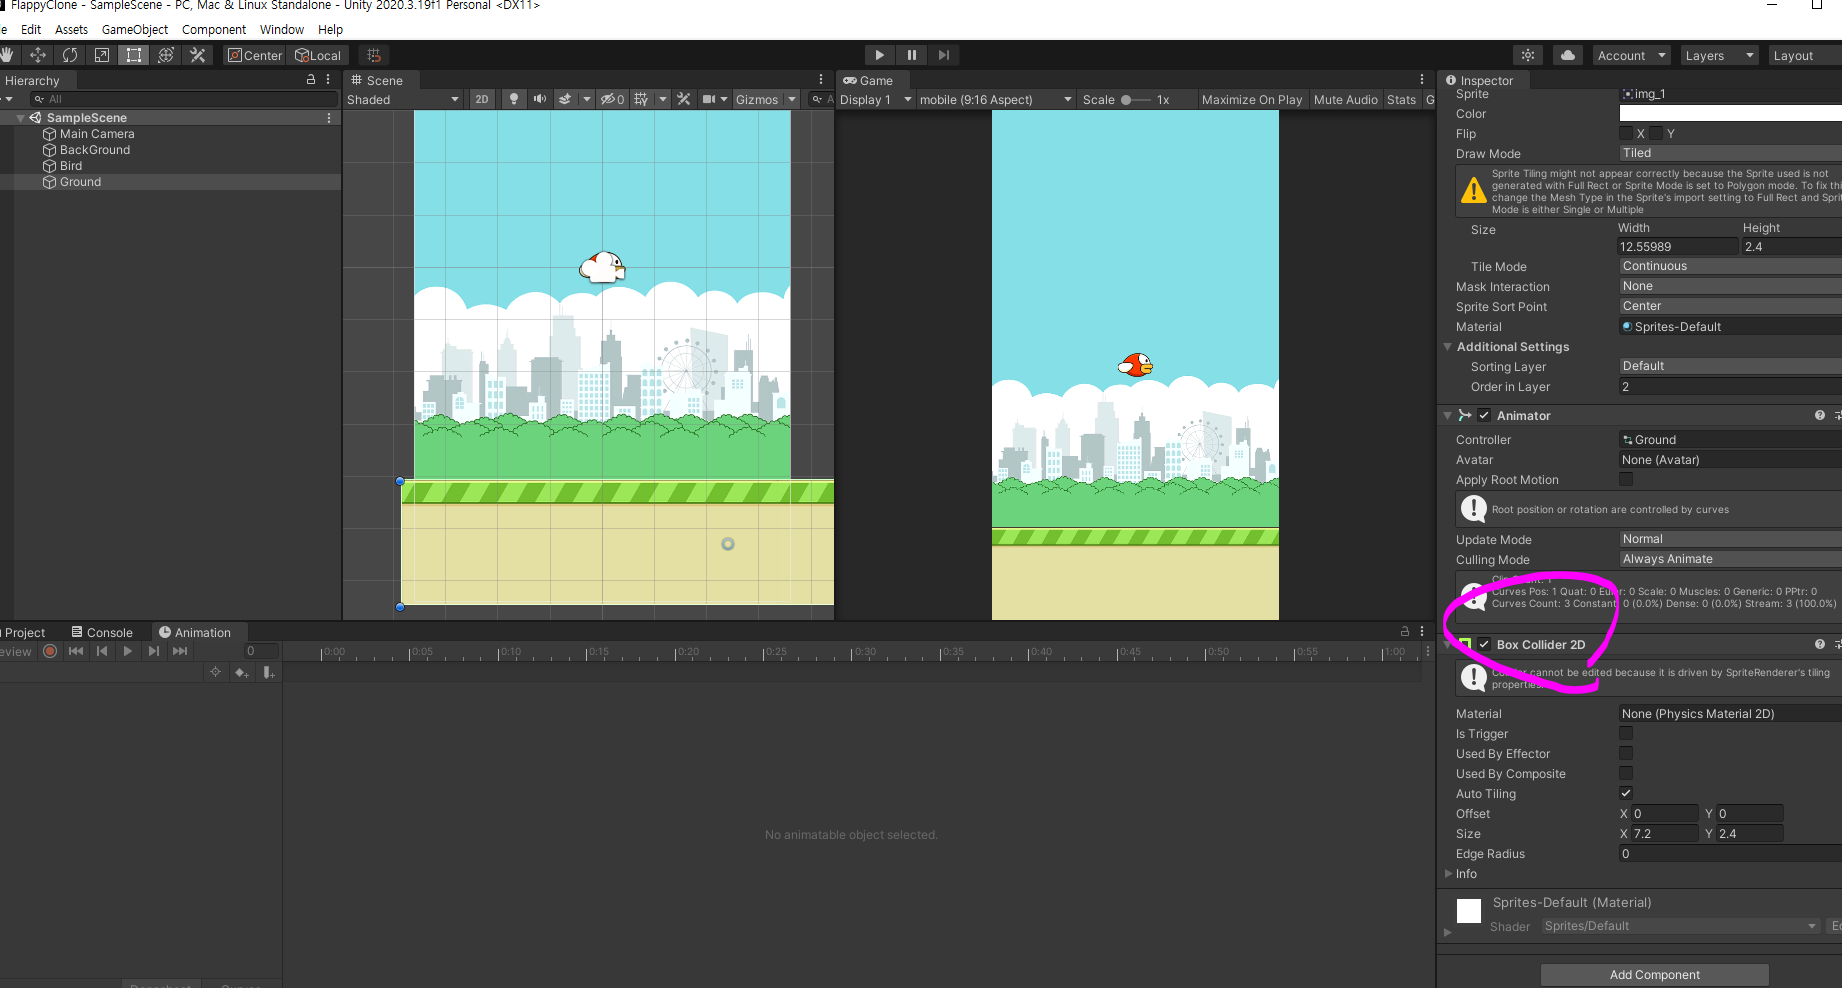 FlappyClone - SampleScene - PC, Mac & Linux Standalone - Unity 2020.3.19f1 Personal <DX11>
Edit Assets GameObject Component Window Help
Center Local Account Layers Layout
Hierarchy
All
SampleScene
Main Camera
BackGround
Bird
Ground
Scene
Shaded 2D 0 Gizmos
Game
Display 1 mobile (9:16 Aspect) Scale 1x Maximize On Play Mute Audio Stats
Inspector
Sprite img_1
Color
Flip X Y
Draw Mode Tiled
Sprite Tiling might not appear correctly because the Sprite used is not
generated with Full Rect or Sprite Mode is set to Polygon mode. To fix thi
change the Mesh Type in the Sprite's import setting to Full Rect and Sprit
Mode is either Single or Multiple
Width Height
Size 12.55989 2.4
Tile Mode Continuous
Mask Interaction None
Sprite Sort Point Center
Material Sprites-Default
Additional Settings
Sorting Layer Default
Order in Layer 2
Animator
Controller Ground
Avatar None (Avatar)
Apply Root Motion
Root position or rotation are controlled by curves
Update Mode Normal
Culling Mode Always Animate
Clip Count: 1
Curves Pos: 1 Quat: 0 Euler: 0 Scale: 0 Muscles: 0 Generic: 0 PPtr: 0
Curves Count: 3 Constant: 0 (0.0%) Dense: 0 (0.0%) Stream: 3 (100.0%)
Box Collider 2D
Collider cannot be edited because it is driven by SpriteRenderer's tiling
properties.
Material None (Physics Material 2D)
Is Trigger
Used By Effector
Used By Composite
Auto Tiling
Offset X 0 Y 0
Size X 7.2 Y 2.4
Edge Radius 0
Info
Sprites-Default (Material)
Shader Sprites/Default
Add Component
Project Console Animation
eview 0 0:00 0:05 0:10 0:15 0:20 0:25 0:30 0:35 0:40 0:45 0:50 0:55 1:00
No animatable object selected.